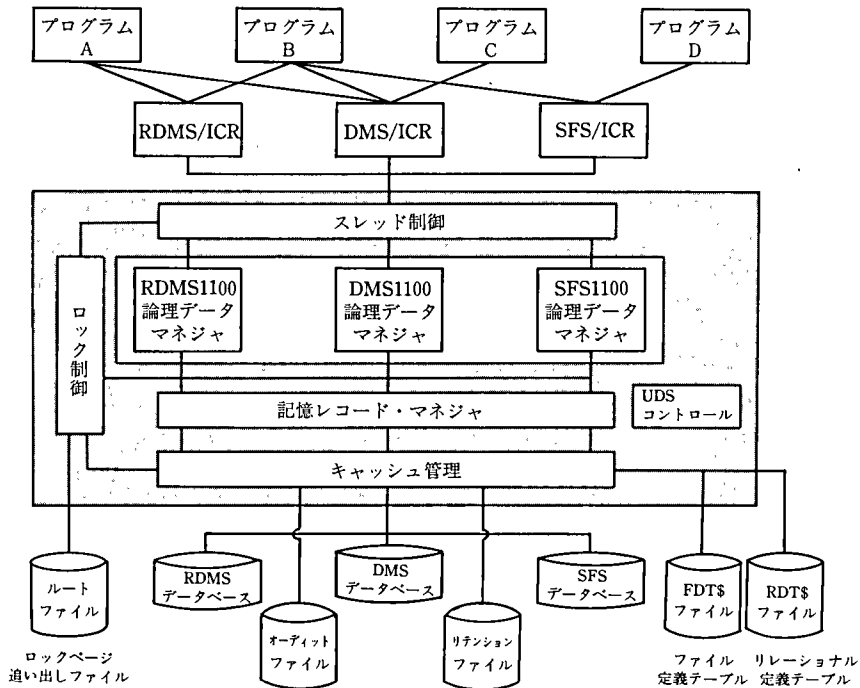 プログラム
A
プログラム
B
プログラム
C
プログラム
D
RDMS/ICR
DMS/ICR
SFS/ICR
スレッド制御
ロック制御
RDMS1100
論理データ
マネジャ
DMS1100
論理データ
マネジャ
SFS1100
論理データ
マネジャ
記憶レコード・マネジャ
UDS
コントロール
キャッシュ管理
ルート
ファイル
RDMS
データベース
DMS
データベース
SFS
データベース
FDT$
ファイル
RDT$
ファイル
オーディット
ファイル
リテンション
ファイル
ロックページ
追い出しファイル
ファイル
定義テーブル
リレーショナル
定義テーブル